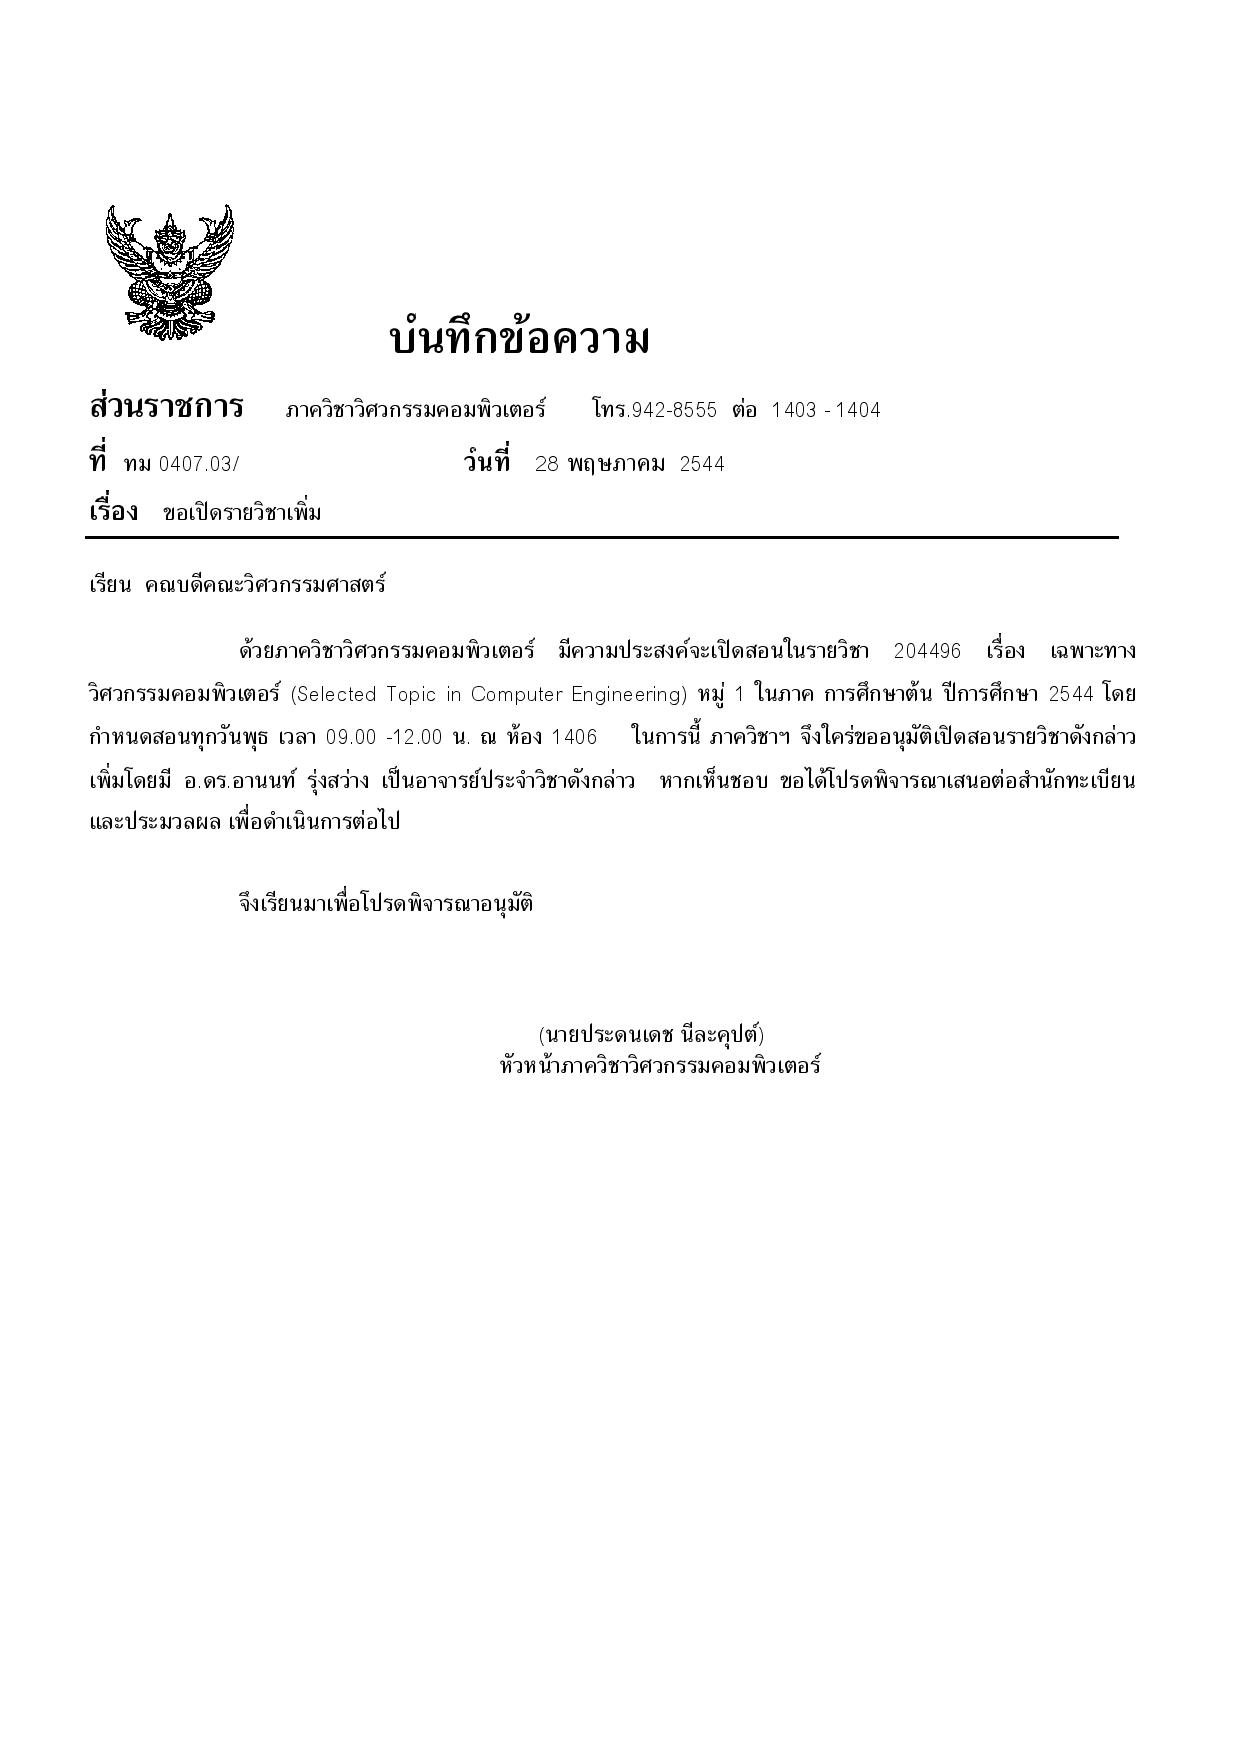 บันทึกข้อความ
ส่วนราชการ ภาควิชาวิศวกรรมคอมพิวเตอร์ โทร.942-8555 ต่อ 1403 - 1404
ที่ ทม 0407.03/ วันที่ 28 พฤษภาคม 2544
เรื่อง ขอเปิดรายวิชาเพิ่ม
เรียน คณบดีคณะวิศวกรรมศาสตร์
ด้วยภาควิชาวิศวกรรมคอมพิวเตอร์ มีความประสงค์จะเปิดสอนในรายวิชา 204496 เรื่อง เฉพาะทาง
วิศวกรรมคอมพิวเตอร์ (Selected Topic in Computer Engineering) หมู่ 1 ในภาค การศึกษาต้น ปีการศึกษา 2544 โดย
กำหนดสอนทุกวันพุธ เวลา 09.00 -12.00 น. ณ ห้อง 1406 ในการนี้ ภาควิชาฯ จึงใคร่ขออนุมัติเปิดสอนรายวิชาดังกล่าว
เพิ่มโดยมี อ.ดร.อานนท์ รุ่งสว่าง เป็นอาจารย์ประจำวิชาดังกล่าว หากเห็นชอบ ขอได้โปรดพิจารณาเสนอต่อสำนักทะเบียน
และประมวลผล เพื่อดำเนินการต่อไป
จึงเรียนมาเพื่อโปรดพิจารณาอนุมัติ
(นายประดนเดช นีละคุปต์)
หัวหน้าภาควิชาวิศวกรรมคอมพิวเตอร์